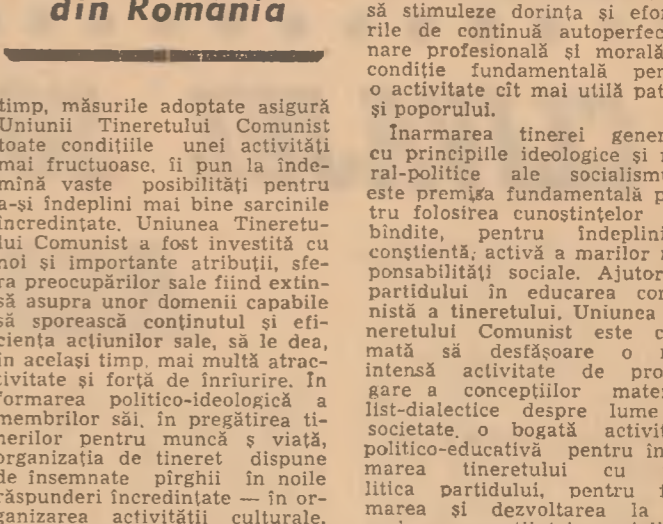 din Romania
timp, măsurile adoptate asigură
Uniunii Tineretului Comunist
toate condițiile unei activități
mai fructuoase, îi pun la înde-
mînă vaste posibilități pentru
a-și îndeplini mai bine sarcinile
încredințate. Uniunea Tineretu-
lui Comunist a fost investită cu
noi și importante atribuții, sfe-
ra preocupărilor sale fiind extin-
să asupra unor domenii capabile
să sporească conținutul și efi-
ciența acțiunilor sale, să le dea,
în același timp, mai multă atrac-
tivitate și forță de înrîurire. În
formarea politico-ideologică a
membrilor săi, în pregătirea ti-
nerilor pentru muncă ș viață,
organizația de tineret dispune
de însemnate pîrghii în noile
răspunderi încredințate — în or-
ganizarea activității culturale,
să stimuleze dorința și efor
rile de continuă autoperfec
nare profesională și morală
condiție fundamentală pen
o activitate cît mai utilă pat
și poporului.
Înarmarea tinerei gener
cu principiile ideologice și m
ral-politice ale socialismu
este premisa fundamentală p
tru folosirea cunoștințelor
bîndite, pentru îndeplini
conștientă, activă a marilor r
ponsabilități sociale. Ajutor
partidului în educarea com
nistă a tineretului, Uniunea
neretului Comunist este c
mată să desfășoare o m
intensă activitate de pro
gare a concepțiilor mater
list-dialectice despre lume
societate, o bogată activit
politico-educativă pentru în
marea tineretului cu
litica partidului, pentru f
marea și dezvoltarea la